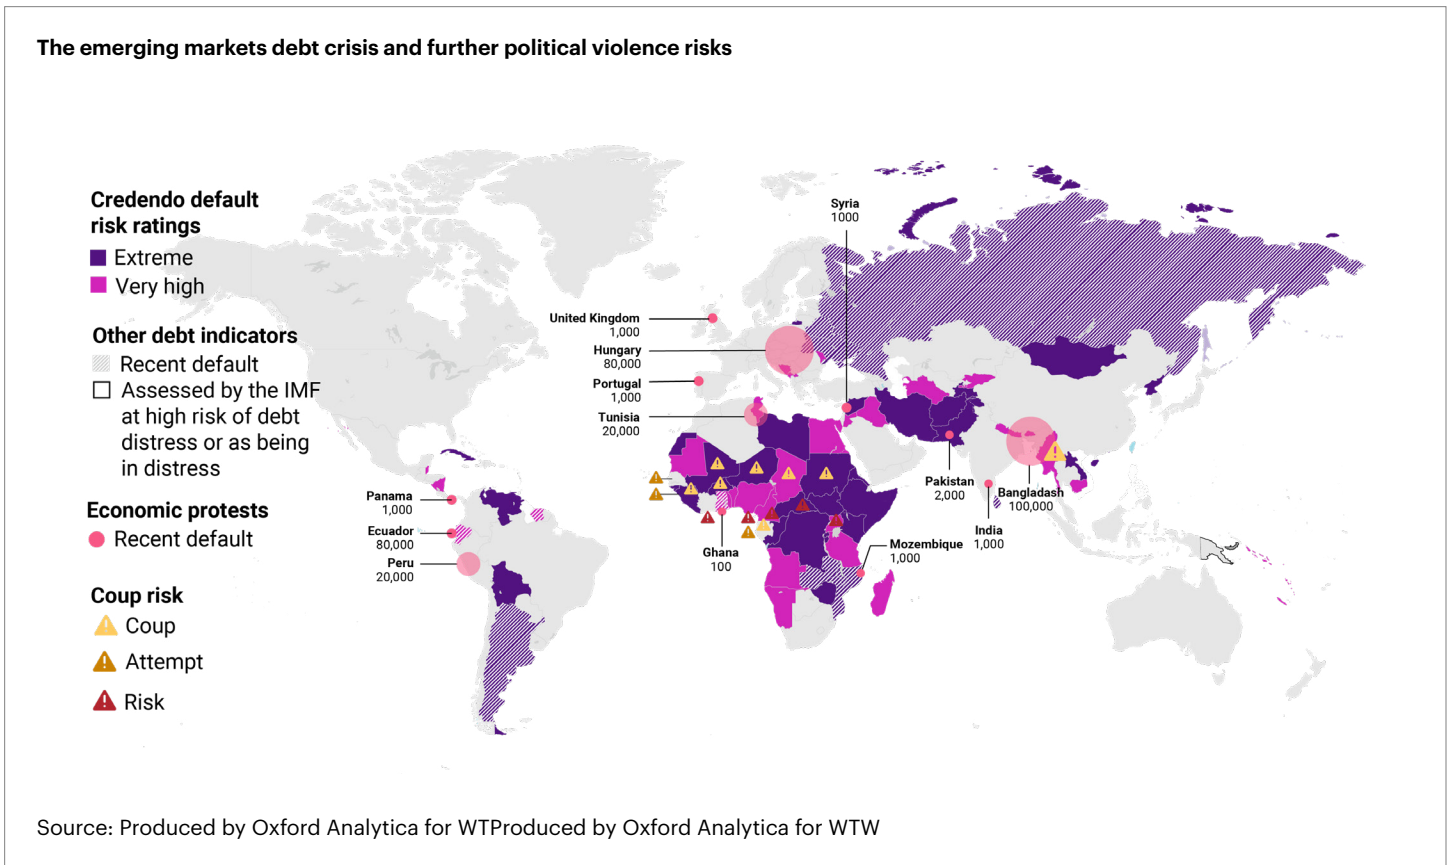 The emerging markets debt crisis and further political violence risks
Credendo default
risk ratings
Extreme
Very high
Other debt indicators
Recent default
Assessed by the IMF
at high risk of debt
distress or as being
in distress
Economic protests
Recent default
Coup risk
Coup
Attempt
Risk
Syria
1000
United Kingdom
1,000
Hungary
80,000
Portugal
1,000
Tunisia
20,000
Panama
1,000
Ecuador
80,000
Peru
20,000
Ghana
100
Pakistan
2,000
Bangladash
100,000
India
1,000
Mozembique
1,000
Source: Produced by Oxford Analytica for WTProduced by Oxford Analytica for WTW